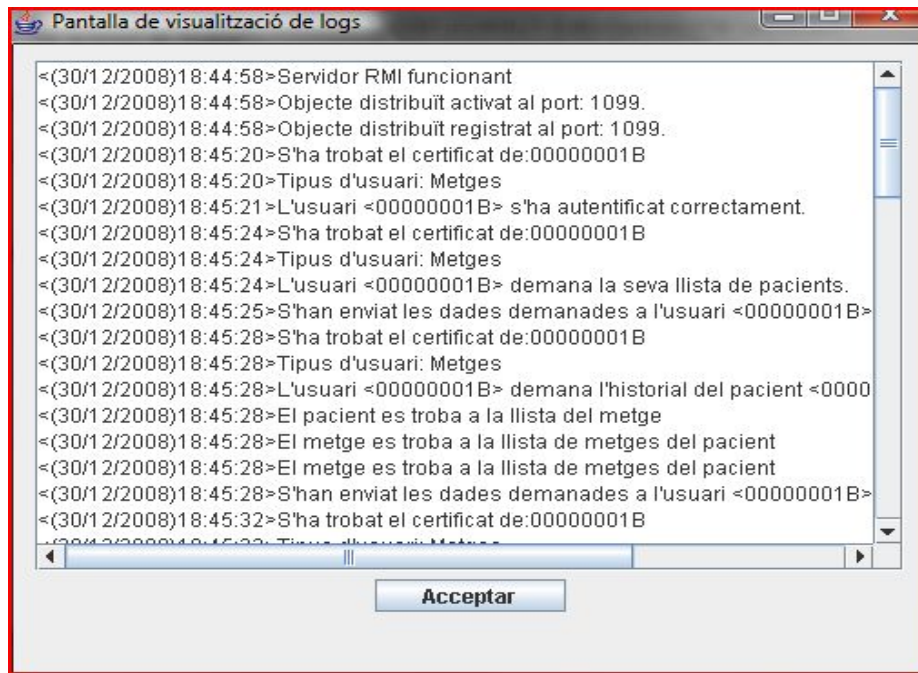 Pantalla de visualització de logs
<(30/12/2008)18:44:58>Servidor RMI funcionant
<(30/12/2008)18:44:58>Objecte distribuït activat al port: 1099.
<(30/12/2008)18:44:58>Objecte distribuït registrat al port: 1099.
<(30/12/2008)18:45:20>S'ha trobat el certificat de:00000001B
<(30/12/2008)18:45:20>Tipus d'usuari: Metges
<(30/12/2008)18:45:21>L'usuari <00000001B> s'ha autentificat correctament.
<(30/12/2008)18:45:24>S'ha trobat el certificat de:00000001B
<(30/12/2008)18:45:24>Tipus d'usuari: Metges
<(30/12/2008)18:45:24>L'usuari <00000001B> demana la seva llista de pacients.
<(30/12/2008)18:45:25>S'han enviat les dades demanades a l'usuari <00000001B>
<(30/12/2008)18:45:28>S'ha trobat el certificat de:00000001B
<(30/12/2008)18:45:28>Tipus d'usuari: Metges
<(30/12/2008)18:45:28>L'usuari <00000001B> demana l'historial del pacient <0000
<(30/12/2008)18:45:28>El pacient es troba a la llista del metge
<(30/12/2008)18:45:28>El metge es troba a la llista de metges del pacient
<(30/12/2008)18:45:28>El metge es troba a la llista de metges del pacient
<(30/12/2008)18:45:28>S'han enviat les dades demanades a l'usuari <00000001B>
<(30/12/2008)18:45:32>S'ha trobat el certificat de:00000001B
Acceptar